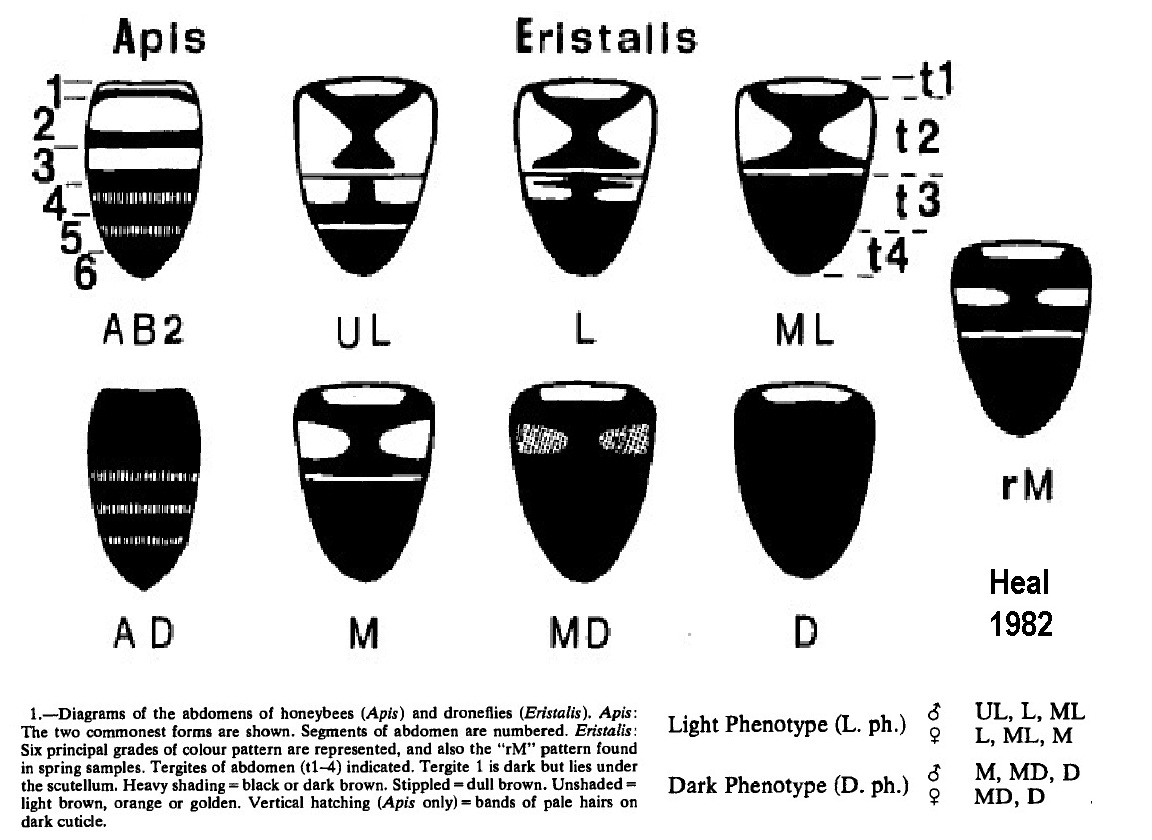 Apis Eristalis
1 t1
2 t2
3 t3
4 t4
5
6
AB2 UL L ML
rM
AD M MD D
Heal
1982
1.—Diagrams of the abdomens of honeybees (Apis) and droneflies (Eristalis). Apis:
The two commonest forms are shown. Segments of abdomen are numbered. Eristalis:
Six principal grades of colour pattern are represented, and also the "rM" pattern found
in spring samples. Tergites of abdomen (t1–4) indicated. Tergite 1 is dark but lies under
the scutellum. Heavy shading = black or dark brown. Stippled = dull brown. Unshaded =
light brown, orange or golden. Vertical hatching (Apis only) = bands of pale hairs on
dark cuticle.
Light Phenotype (L. ph.) ♂ UL, L, ML
♀ L, ML, M
Dark Phenotype (D. ph.) ♂ M, MD, D
♀ MD, D